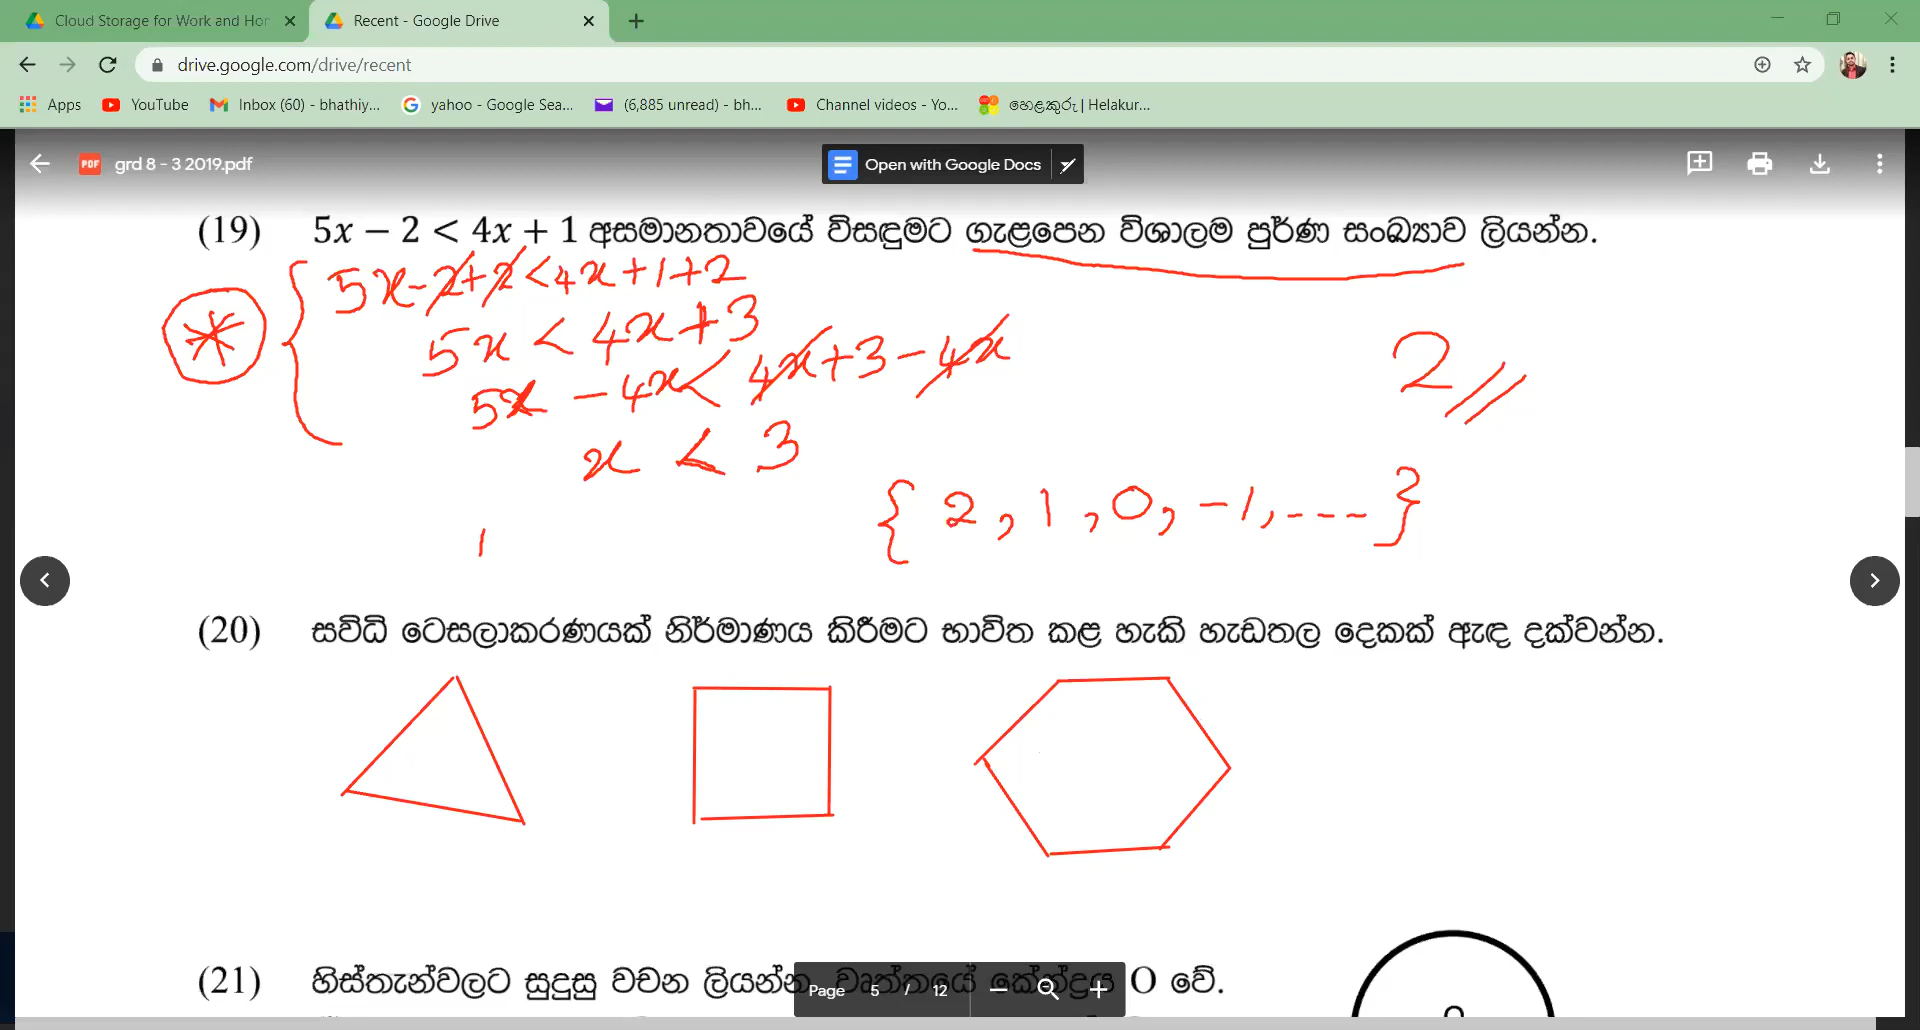 Cloud Storage for Work and Hor
Recent - Google Drive
drive.google.com/drive/recent
Apps
YouTube
Inbox (60) - bhathiy...
yahoo - Google Sea...
(6,885 unread) - bh...
Channel videos - Yo...
හෙළකුරු | Helakur...
PDF
grd 8 - 3 2019.pdf
Open with Google Docs
(19) 5x − 2 < 4x + 1 අසමානතාවයේ විසඳුමට ගැළපෙන විශාලම පුර්ණ සංඛ්‍යාව ලියන්න.
5x-2+2<4x+1+2
5x < 4x+3
5x - 4x < 4x+3-4x
x < 3
2
{ 2, 1, 0, -1, ---- }
(20) සවිධි ටෙසලාකරණයක් නිර්මාණය කිරීමට භාවිත කළ හැකි හැඩතල දෙකක් ඇඳ දක්වන්න.
(21) හිස්තැන්වලට සුදුසු වචන ලියන්න. වෘත්තයේ කේන්ද්‍රය O වේ.
Page 5 / 12